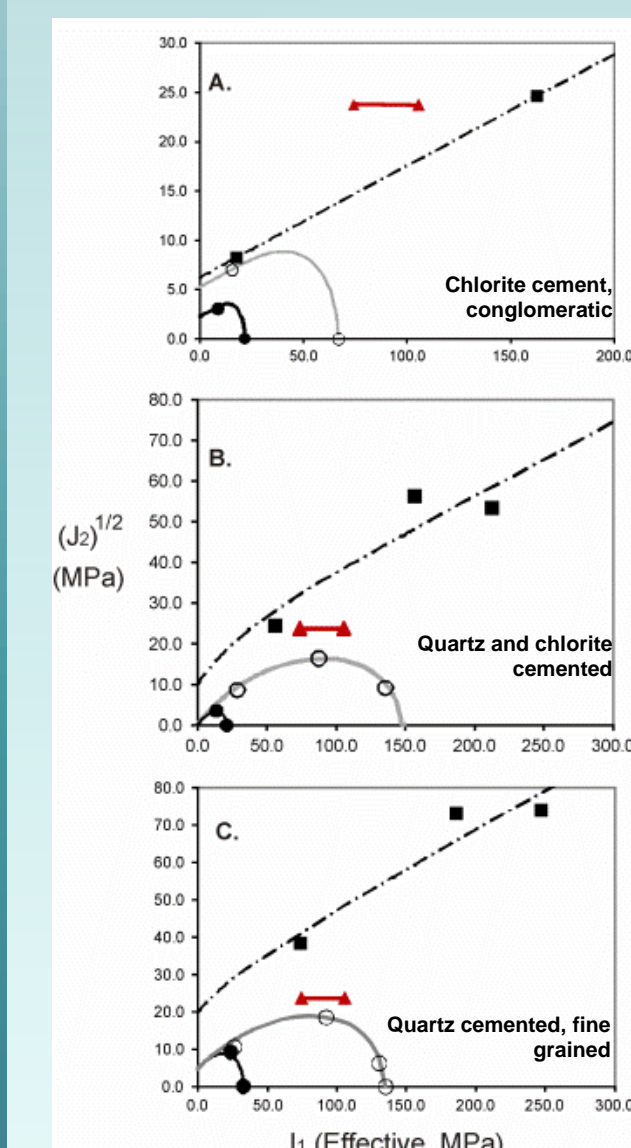 30.0
A.
25.0
20.0
15.0
10.0
5.0
Chlorite cement,
conglomeratic
0.0
0.0 50.0 100.0 150.0 200.0
80.0
70.0
B.
60.0
50.0
(J2)1/2
(MPa)
40.0
30.0
20.0
Quartz and chlorite
cemented
10.0
0.0
0.0 50.0 100.0 150.0 200.0 250.0 300.0
80.0
C.
70.0
60.0
50.0
40.0
30.0
20.0
Quartz cemented, fine
grained
10.0
0.0
0.0 50.0 100.0 150.0 200.0 250.0 300.0
J1 (Effective, MPa)